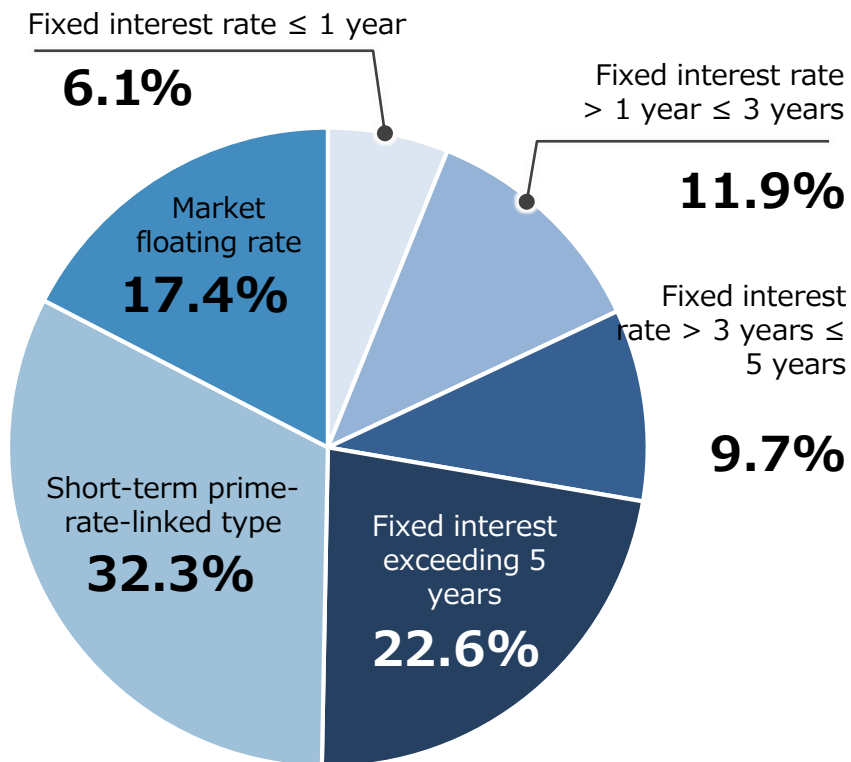 Fixed interest rate ≤ 1 year
6.1%
Fixed interest rate
> 1 year ≤ 3 years
11.9%
Fixed interest
rate > 3 years ≤
5 years
9.7%
Fixed interest
exceeding 5
years
22.6%
Short-term prime-
rate-linked type
32.3%
Market
floating rate
17.4%